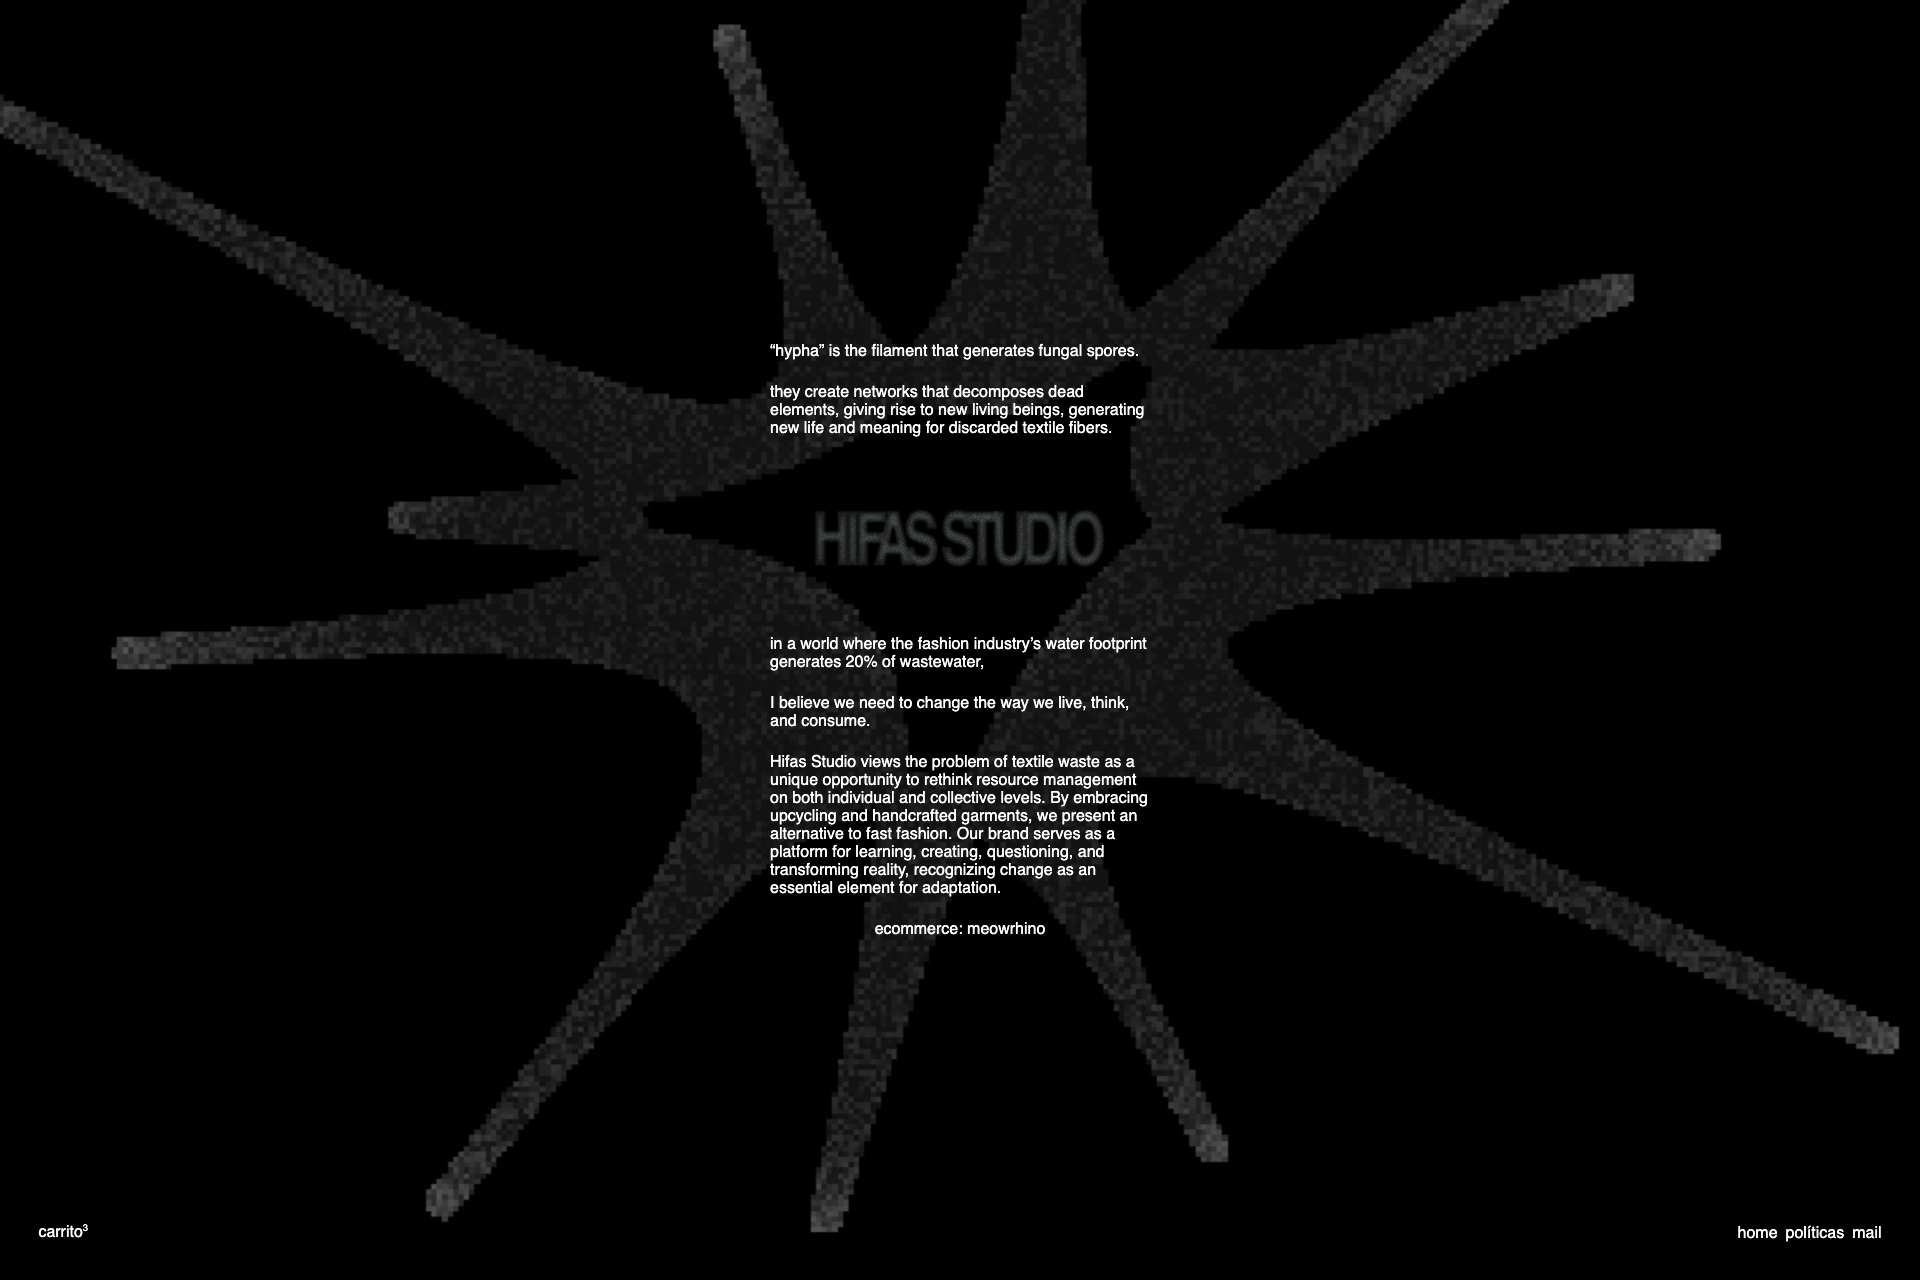 “hypha” is the filament that generates fungal spores.
they create networks that decomposes dead
elements, giving rise to new living beings, generating
new life and meaning for discarded textile fibers.
HIFAS STUDIO
in a world where the fashion industry’s water footprint
generates 20% of wastewater,
I believe we need to change the way we live, think,
and consume.
Hifas Studio views the problem of textile waste as a
unique opportunity to rethink resource management
on both individual and collective levels. By embracing
upcycling and handcrafted garments, we present an
alternative to fast fashion. Our brand serves as a
platform for learning, creating, questioning, and
transforming reality, recognizing change as an
essential element for adaptation.
ecommerce: meowrhino
carrito³
home políticas mail